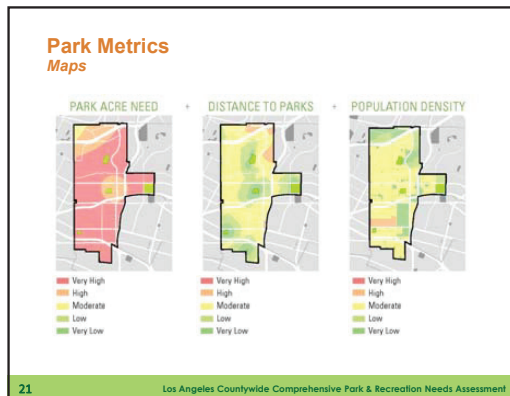 Park Metrics
Maps
PARK ACRE NEED + DISTANCE TO PARKS + POPULATION DENSITY
Very High
High
Moderate
Low
Very Low
Very High
High
Moderate
Low
Very Low
Very High
High
Moderate
Low
Very Low
21 Los Angeles Countywide Comprehensive Park & Recreation Needs Assessment